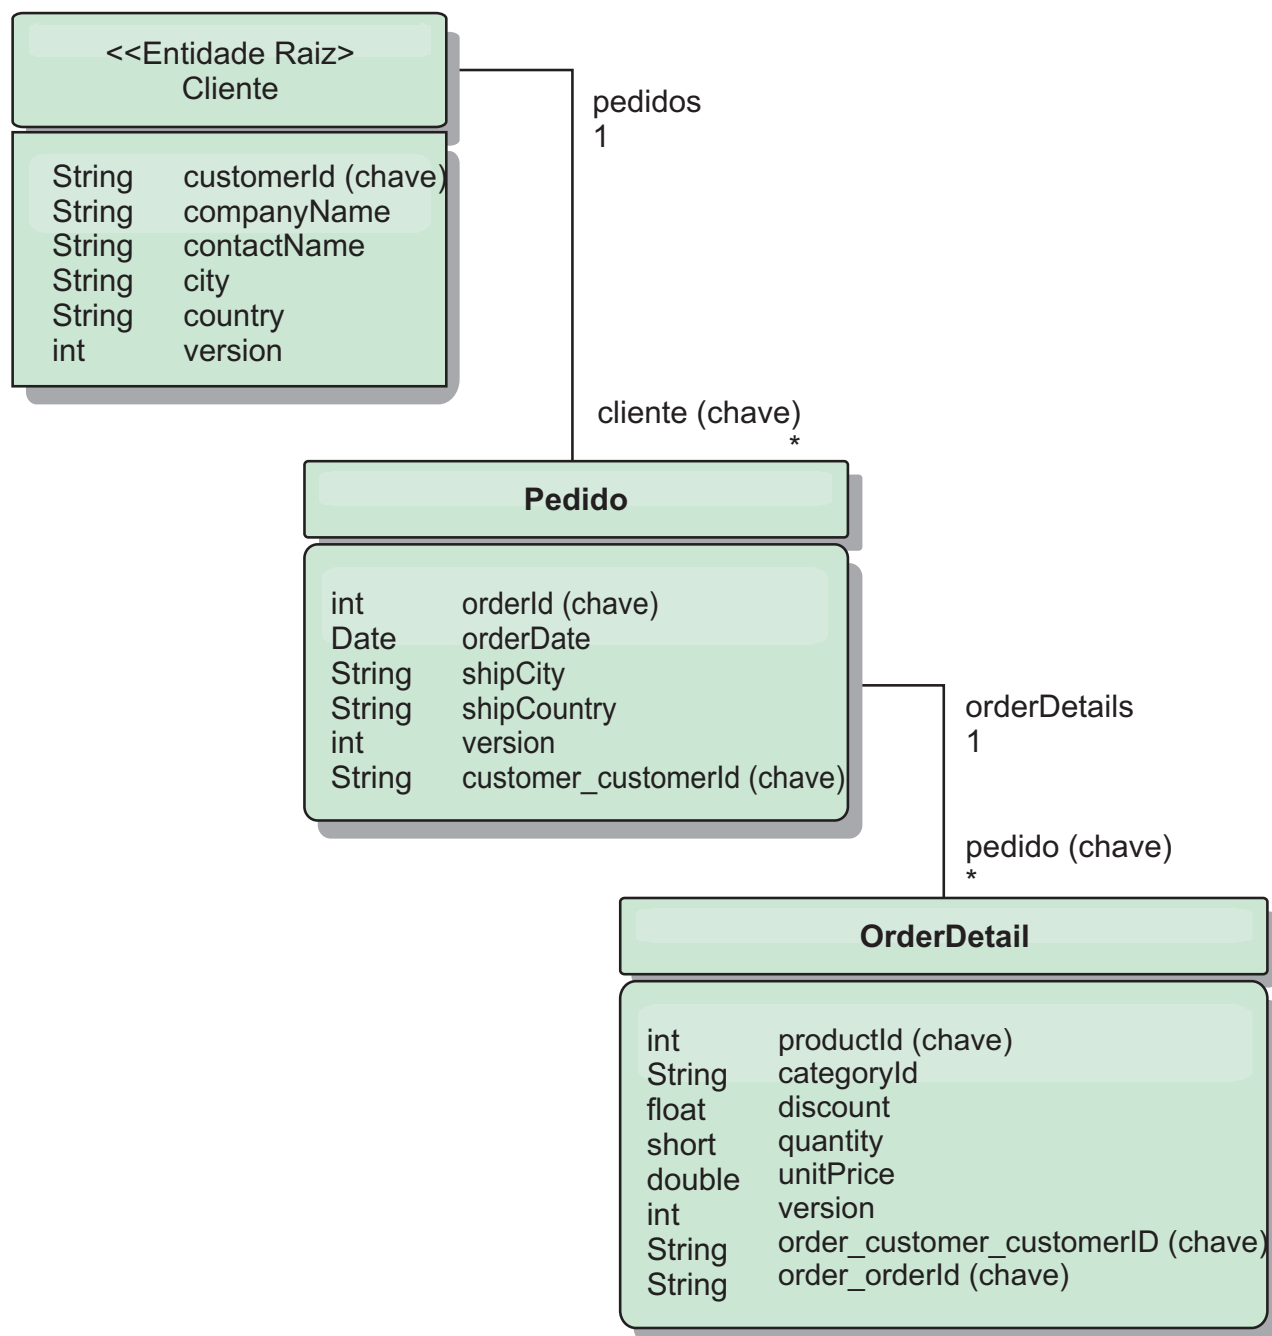 <<Entidade Raiz>
Cliente
String customerId (chave)
String companyName
String contactName
String city
String country
int version
pedidos
1
cliente (chave)
*
Pedido
int orderId (chave)
Date orderDate
String shipCity
String shipCountry
int version
String customer_customerId (chave)
orderDetails
1
pedido (chave)
*
OrderDetail
int productId (chave)
String categoryId
float discount
short quantity
double unitPrice
int version
String order_customer_customerID (chave)
String order_orderId (chave)